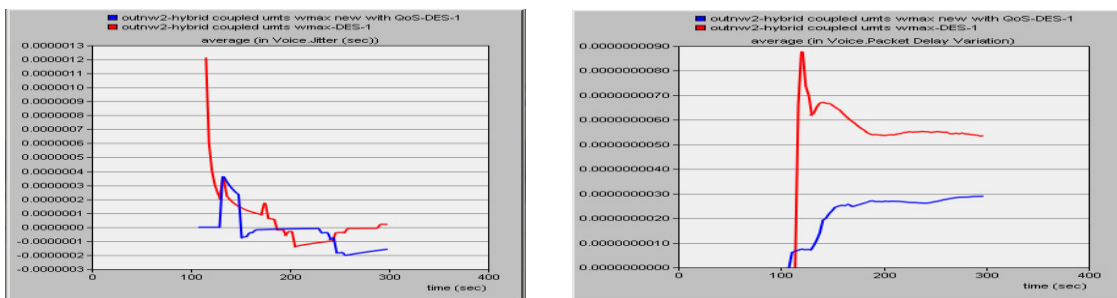 outnw2-hybrid coupled umts wmax new with QoS-DES-1
outnw2-hybrid coupled umts wmax-DES-1
average (in Voice.Jitter (sec))
0.0000013
0.0000012
0.0000011
0.0000010
0.0000009
0.0000008
0.0000007
0.0000006
0.0000005
0.0000004
0.0000003
0.0000002
0.0000001
-0.0000000
-0.0000001
-0.0000002
-0.0000003
0 100 200 300 400
time (sec)
outnw2-hybrid coupled umts wmax new with QoS-DES-1
outnw2-hybrid coupled umts wmax-DES-1
average (in Voice.Packet Delay Variation)
0.0000000090
0.0000000080
0.0000000070
0.0000000060
0.0000000050
0.0000000040
0.0000000030
0.0000000020
0.0000000010
0.0000000000
0 100 200 300 400
time (sec)